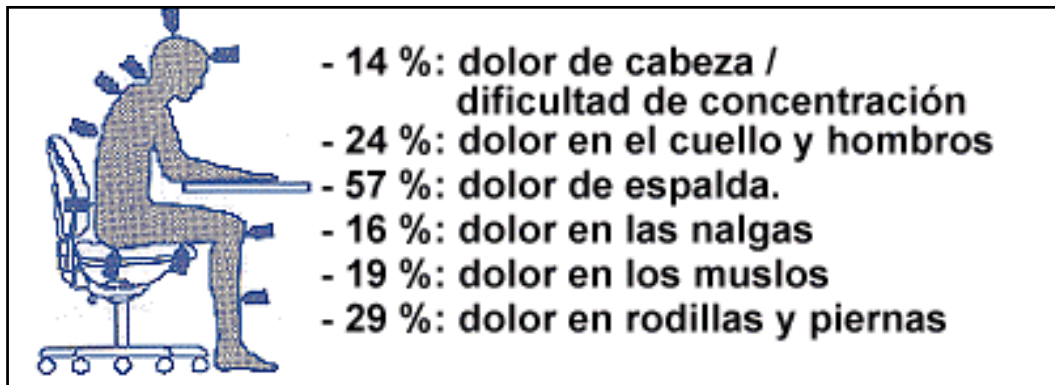 - 14 %: dolor de cabeza /
dificultad de concentración
- 24 %: dolor en el cuello y hombros
- 57 %: dolor de espalda.
- 16 %: dolor en las nalgas
- 19 %: dolor en los muslos
- 29 %: dolor en rodillas y piernas